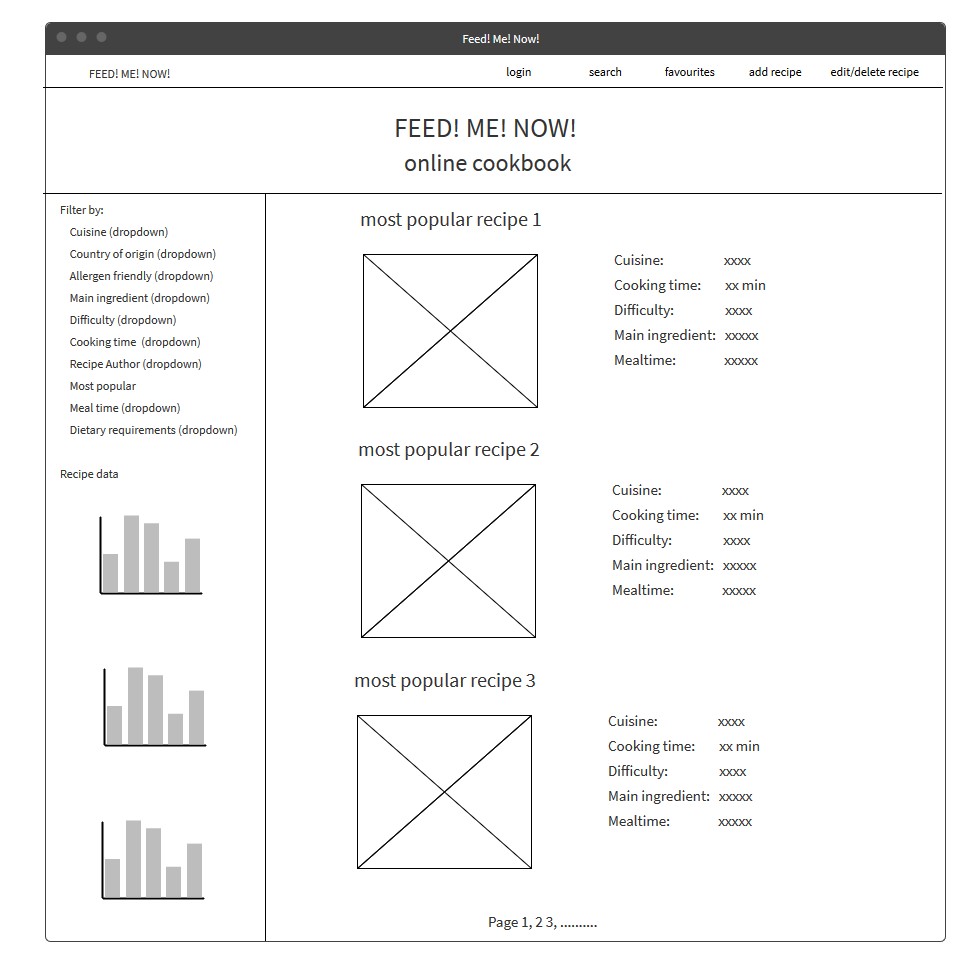 Feed! Me! Now!
FEED! ME! NOW! login search favourites add recipe edit/delete recipe
FEED! ME! NOW!
online cookbook
Filter by:
Cuisine (dropdown)
Country of origin (dropdown)
Allergen friendly (dropdown)
Main ingredient (dropdown)
Difficulty (dropdown)
Cooking time (dropdown)
Recipe Author (dropdown)
Most popular
Meal time (dropdown)
Dietary requirements (dropdown)
Recipe data
most popular recipe 1
Cuisine: xxxx
Cooking time: xx min
Difficulty: xxxx
Main ingredient: xxxxx
Mealtime: xxxxx
most popular recipe 2
Cuisine: xxxx
Cooking time: xx min
Difficulty: xxxx
Main ingredient: xxxxx
Mealtime: xxxxx
most popular recipe 3
Cuisine: xxxx
Cooking time: xx min
Difficulty: xxxx
Main ingredient: xxxxx
Mealtime: xxxxx
Page 1, 2 3, ..........